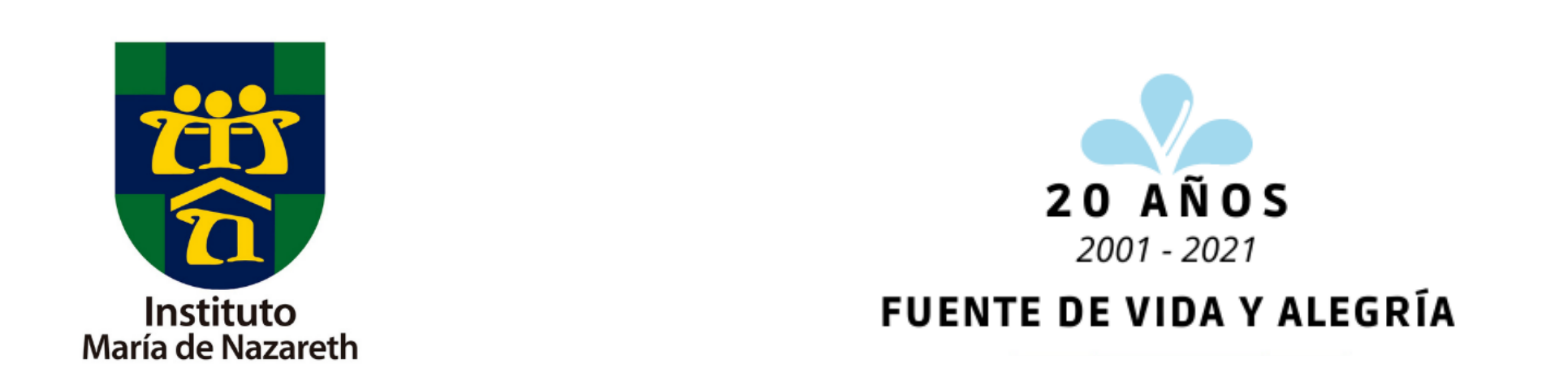 Instituto
María de Nazareth
20 AÑOS
2001 - 2021
FUENTE DE VIDA Y ALEGRÍA